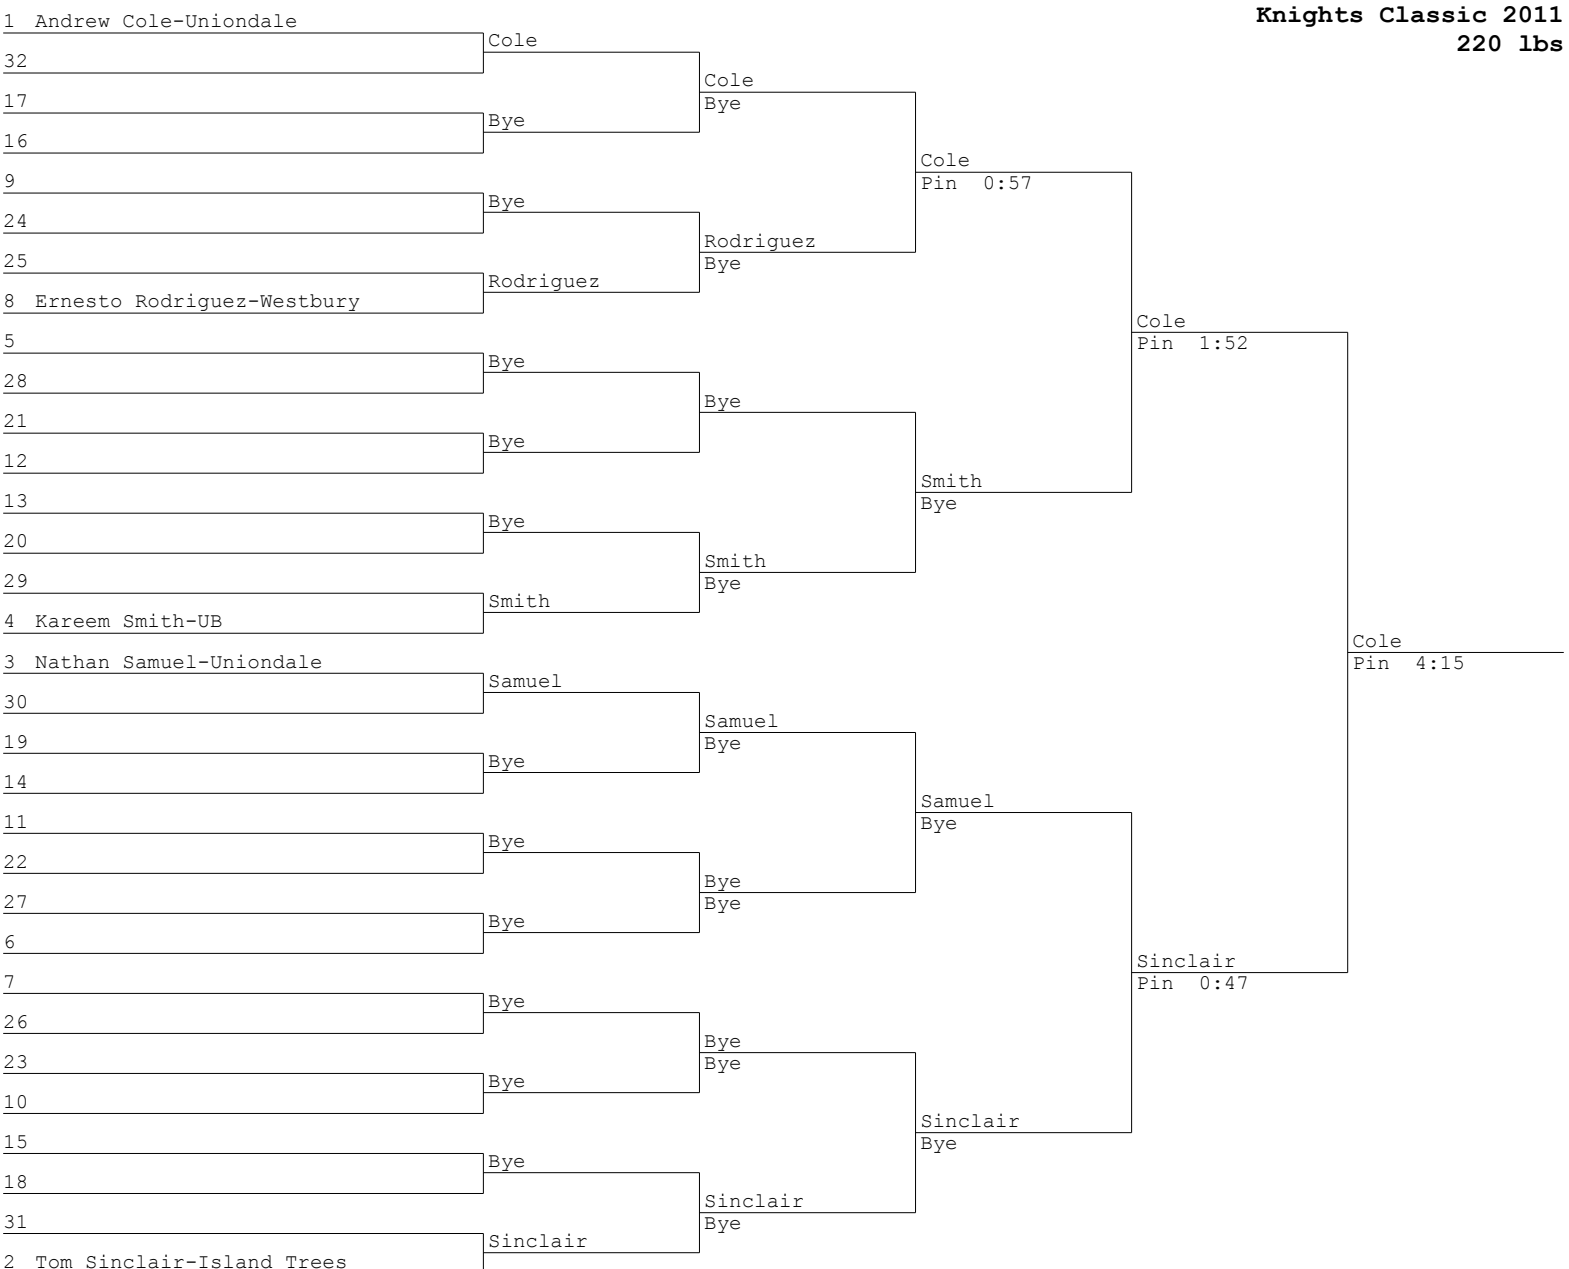 Knights Classic 2011
220 lbs
1 Andrew Cole-Uniondale
32
17
16
9
24
25
8 Ernesto Rodriguez-Westbury
5
28
21
12
13
20
29
4 Kareem Smith-UB
3 Nathan Samuel-Uniondale
30
19
14
11
22
27
6
7
26
23
10
15
18
31
2 Tom Sinclair-Island Trees
Cole
Bye
Bye
Rodriguez
Bye
Bye
Bye
Smith
Samuel
Bye
Bye
Bye
Bye
Bye
Bye
Sinclair
Cole
Bye
Rodriguez
Bye
Bye
Smith
Bye
Samuel
Bye
Bye
Bye
Bye
Bye
Sinclair
Bye
Cole
Pin 0:57
Smith
Bye
Samuel
Bye
Sinclair
Bye
Cole
Pin 1:52
Sinclair
Pin 0:47
Cole
Pin 4:15